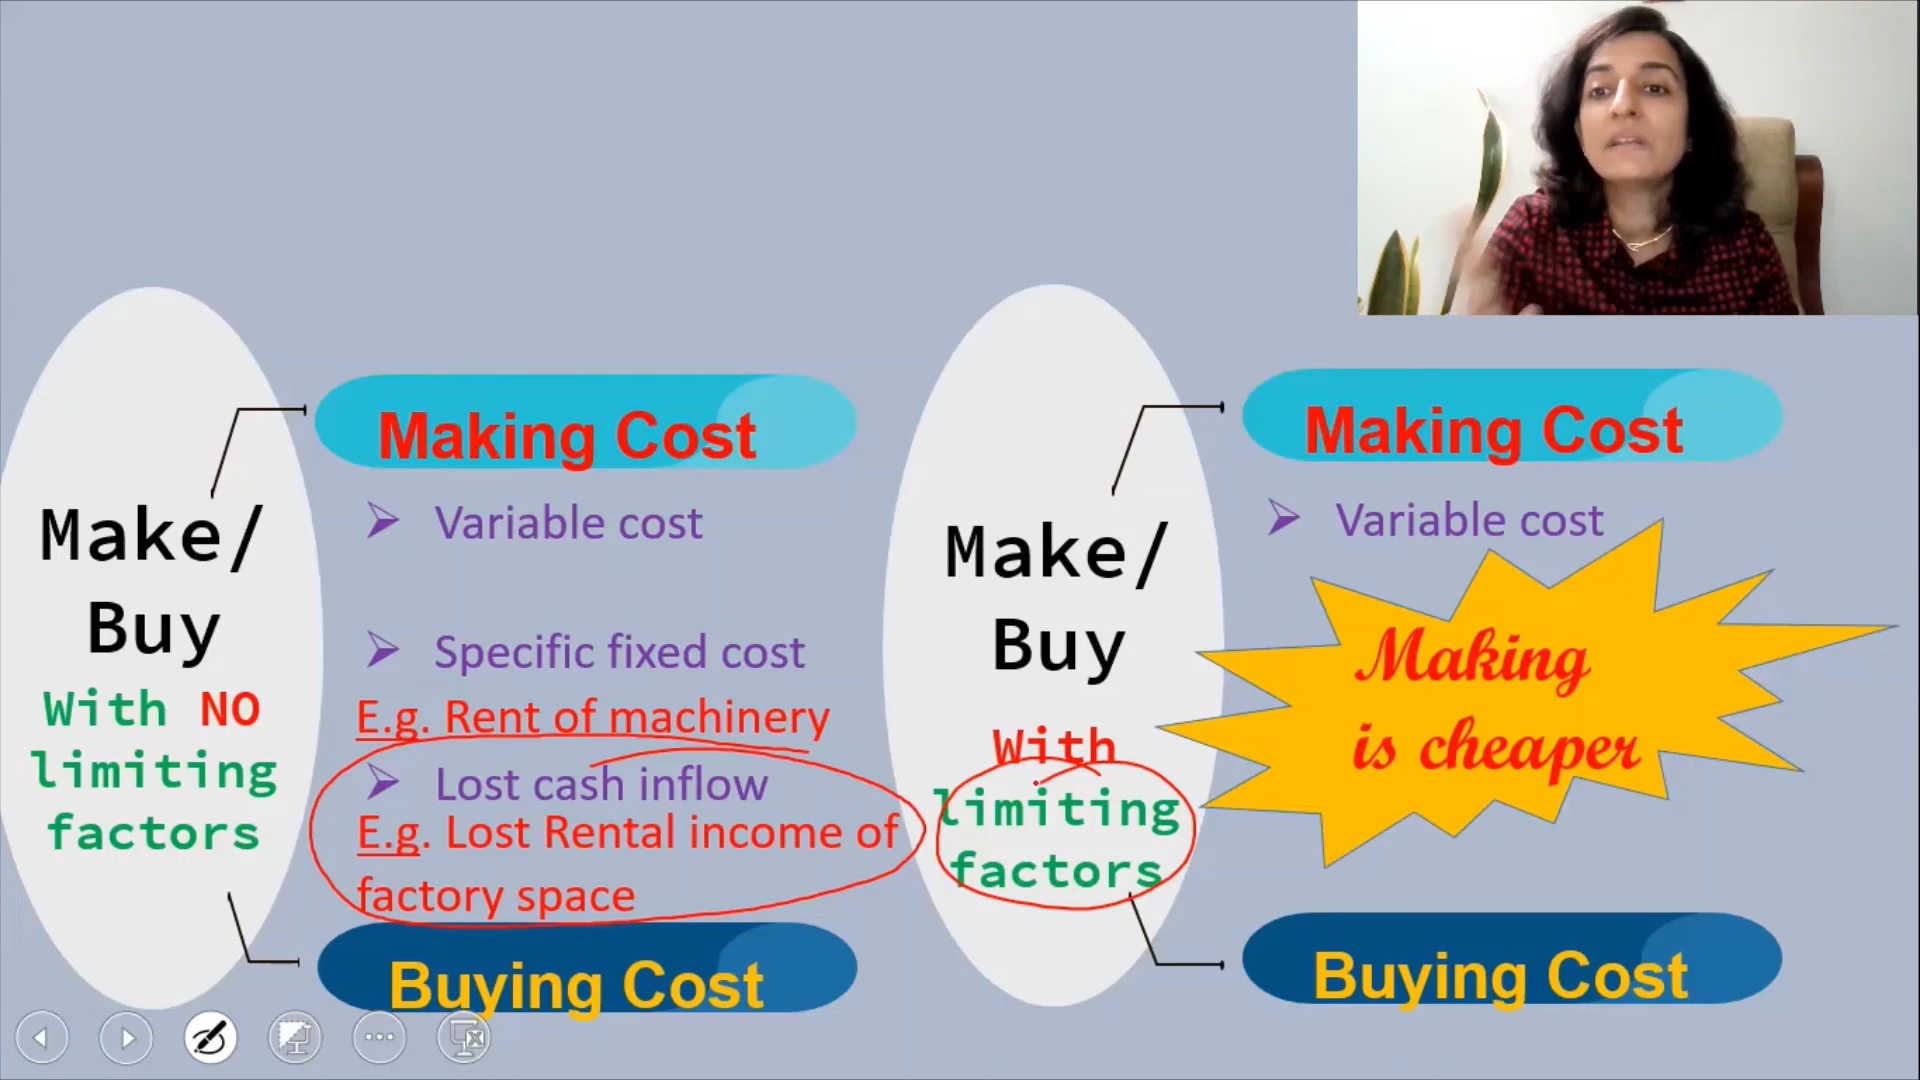 Making Cost
Variable cost
Make/
Buy
With NO
limiting
factors
Specific fixed cost
E.g. Rent of machinery
Lost cash inflow
E.g. Lost Rental income of
factory space
Buying Cost
Making Cost
Variable cost
Make/
Buy
With
limiting
factors
Making
is cheaper
Buying Cost